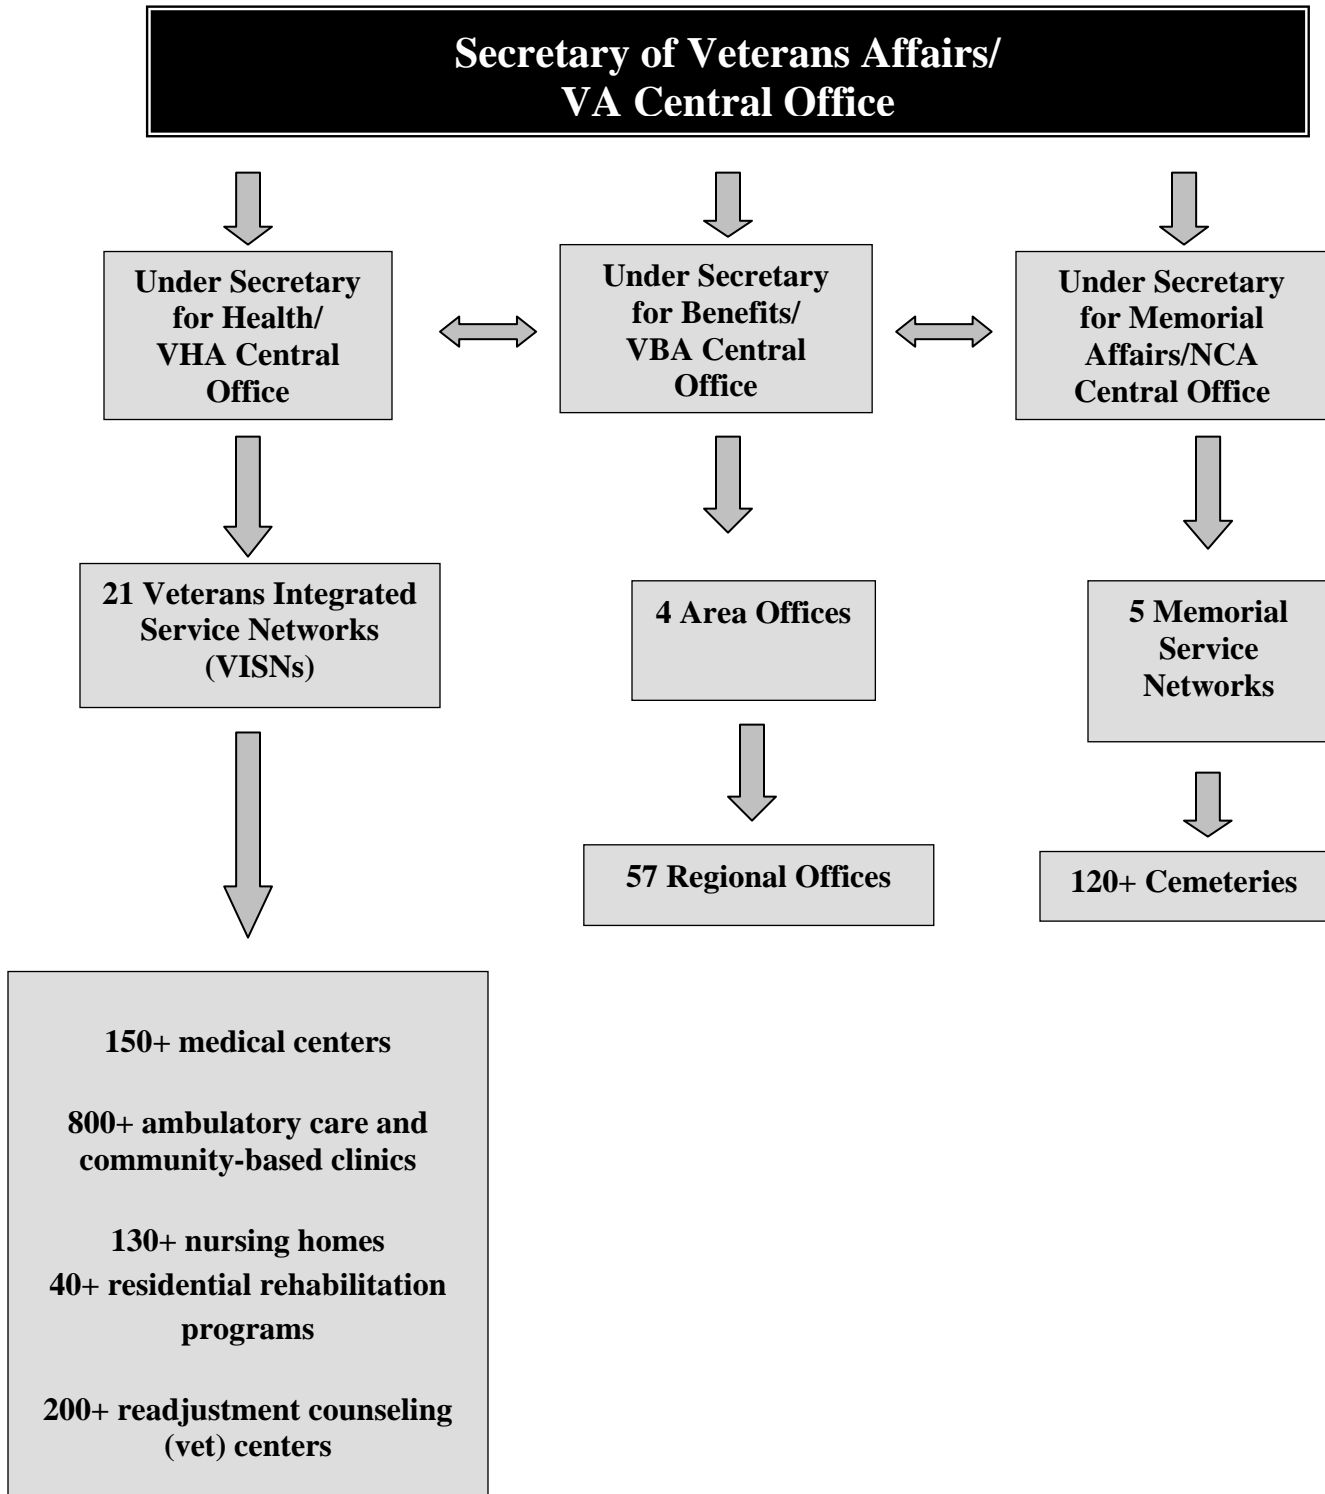 Secretary of Veterans Affairs/
VA Central Office
Under Secretary
for Health/
VHA Central
Office
Under Secretary
for Benefits/
VBA Central
Office
Under Secretary
for Memorial
Affairs/NCA
Central Office
21 Veterans Integrated
Service Networks
(VISNs)
4 Area Offices
5 Memorial
Service
Networks
57 Regional Offices
120+ Cemeteries
150+ medical centers
800+ ambulatory care and
community-based clinics
130+ nursing homes
40+ residential rehabilitation
programs
200+ readjustment counseling
(vet) centers